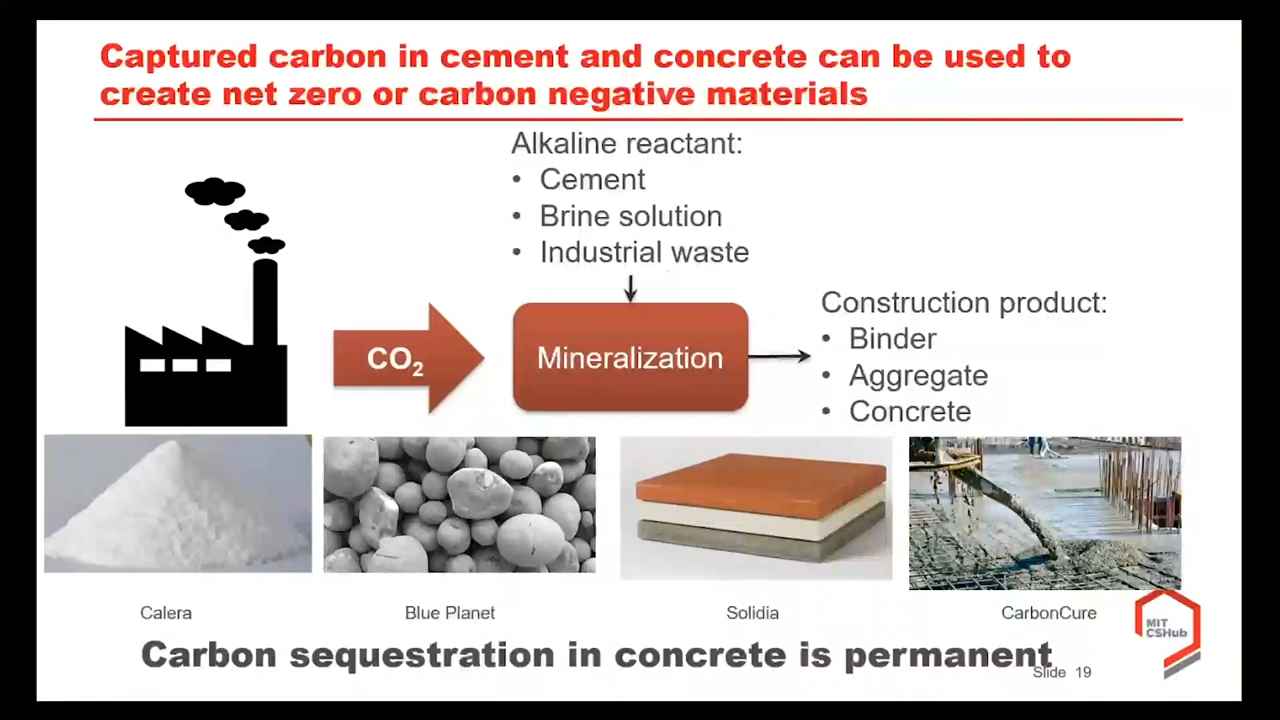 Captured carbon in cement and concrete can be used to
create net zero or carbon negative materials
Alkaline reactant:
• Cement
• Brine solution
• Industrial waste
CO₂
Mineralization
Construction product:
• Binder
• Aggregate
• Concrete
Calera
Blue Planet
Solidia
CarbonCure
MIT
CSHub
Carbon sequestration in concrete is permanent
Slide 19